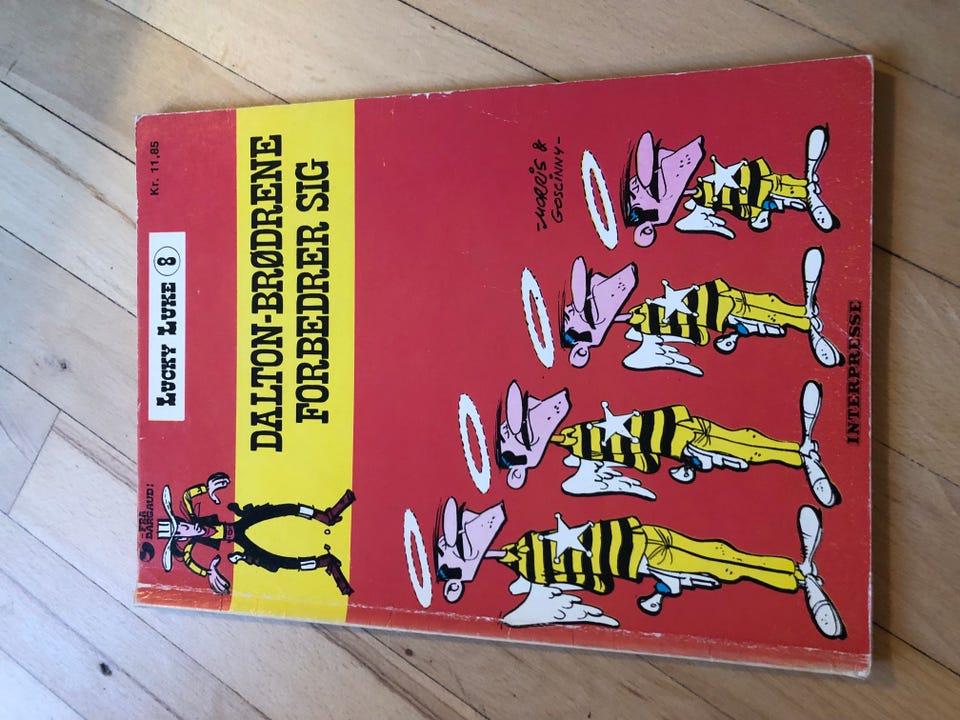 -FRA
DARGAUD!
LUCKY LUKE 8
Kr. 11,85
DALTON-BRØDRENE
FORBEDRER SIG
-MORRIS &
GOSCINNY-
INTERPRESSE